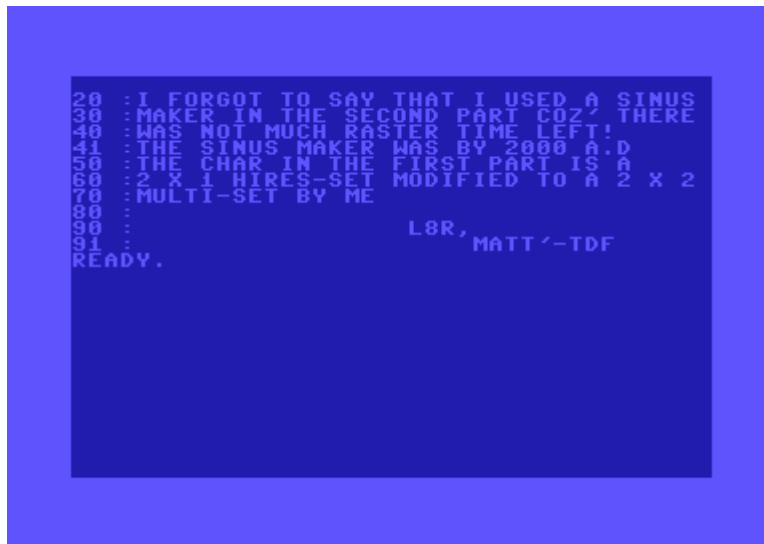 20 :I FORGOT TO SAY THAT I USED A SINUS
30 :MAKER IN THE SECOND PART COZ' THERE
40 :WAS NOT MUCH RASTER TIME LEFT!
41 :THE SINUS MAKER WAS BY 2000 A.D
50 :THE CHAR IN THE FIRST PART IS A
60 :2 X 1 HIRES-SET MODIFIED TO A 2 X 2
70 :MULTI-SET BY ME
80 :
90 : L8R,
91 : MATT'-TDF
READY.